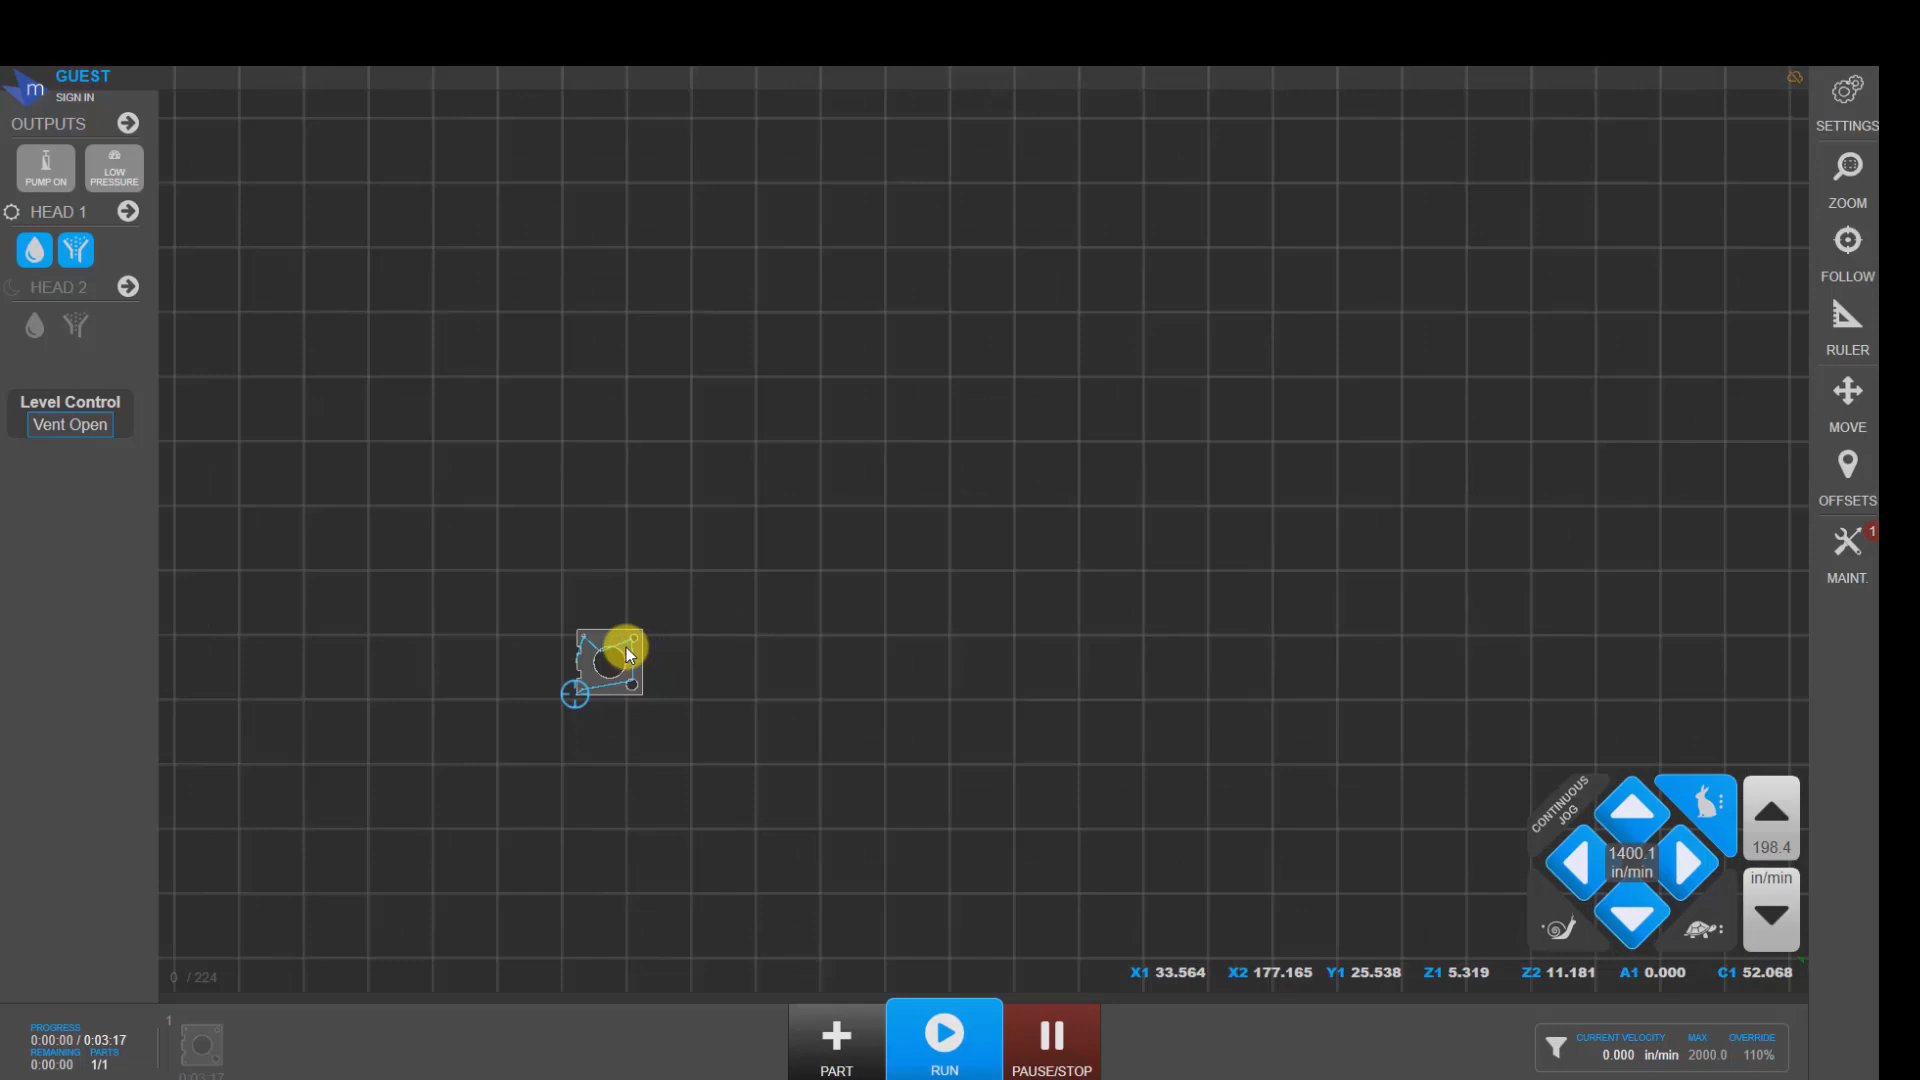 m GUEST
SIGN IN
OUTPUTS
PUMP ON
LOW
PRESSURE
HEAD 1
HEAD 2
Level Control
Vent Open
SETTINGS
ZOOM
FOLLOW
RULER
MOVE
OFFSETS
1
MAINT.
CONTINUOUS
JOG
1400.1
in/min
198.4
in/min
0 / 224
X1 33.564 X2 177.165 Y1 25.538 Z1 5.319 Z2 11.181 A1 0.000 C1 52.068
PROGRESS
0:00:00 / 0:03:17
REMAINING PARTS
0:00:00 1/1
1
0:03:17
PART
RUN
PAUSE/STOP
CURRENT VELOCITY MAX OVERRIDE
0.000 in/min 2000.0 110%